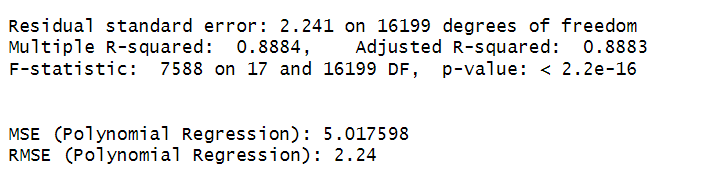 Residual standard error: 2.241 on 16199 degrees of freedom
Multiple R-squared:  0.8884,    Adjusted R-squared:  0.8883
F-statistic:  7588 on 17 and 16199 DF,  p-value: < 2.2e-16
MSE (Polynomial Regression): 5.017598
RMSE (Polynomial Regression): 2.24